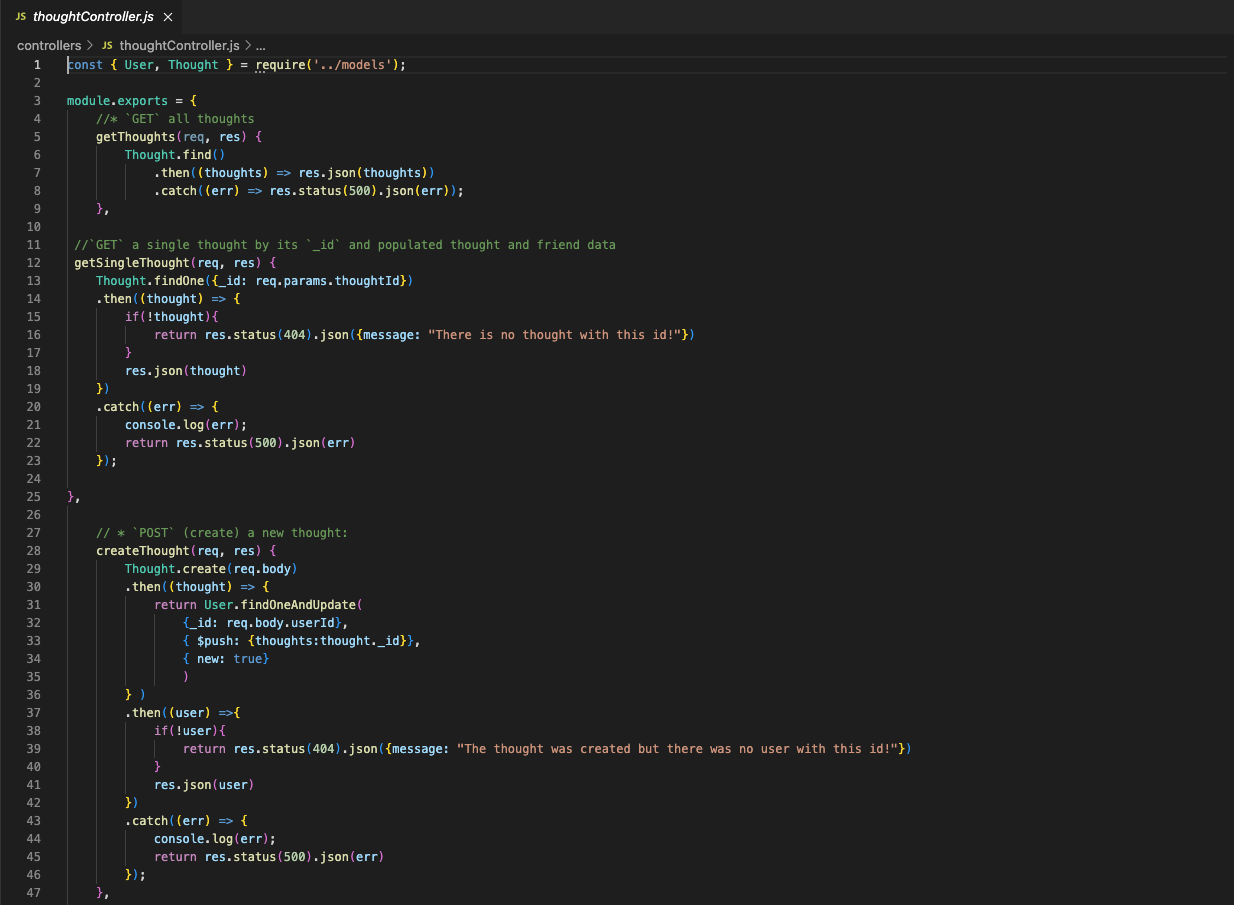 JS thoughtController.js ×
controllers > JS thoughtController.js > ...
1 const { User, Thought } = require('../models');
2
3 module.exports = {
4     //* `GET` all thoughts
5     getThoughts(req, res) {
6         Thought.find()
7             .then((thoughts) => res.json(thoughts))
8             .catch((err) => res.status(500).json(err));
9     },
10
11  //`GET` a single thought by its `_id` and populated thought and friend data
12  getSingleThought(req, res) {
13     Thought.findOne({_id: req.params.thoughtId})
14     .then((thought) => {
15         if(!thought){
16             return res.status(404).json({message: "There is no thought with this id!"})
17         }
18         res.json(thought)
19     })
20     .catch((err) => {
21         console.log(err);
22         return res.status(500).json(err)
23     });
24
25 },
26
27     // * `POST` (create) a new thought:
28     createThought(req, res) {
29         Thought.create(req.body)
30         .then((thought) => {
31             return User.findOneAndUpdate(
32                 {_id: req.body.userId},
33                 { $push: {thoughts:thought._id}},
34                 { new: true}
35                 )
36         } )
37         .then((user) =>{
38             if(!user){
39                 return res.status(404).json({message: "The thought was created but there was no user with this id!"})
40             }
41             res.json(user)
42         })
43         .catch((err) => {
44             console.log(err);
45             return res.status(500).json(err)
46         });
47     },